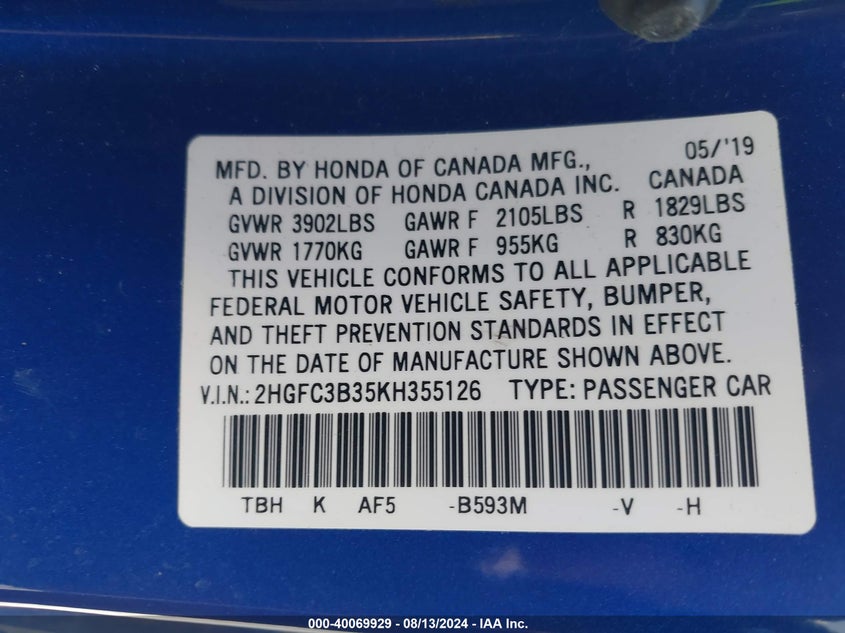 MFD. BY HONDA OF CANADA MFG., 05/'19
A DIVISION OF HONDA CANADA INC. CANADA
GVWR 3902LBS GAWR F 2105LBS R 1829LBS
GVWR 1770KG GAWR F 955KG R 830KG
THIS VEHICLE CONFORMS TO ALL APPLICABLE
FEDERAL MOTOR VEHICLE SAFETY, BUMPER,
AND THEFT PREVENTION STANDARDS IN EFFECT
ON THE DATE OF MANUFACTURE SHOWN ABOVE.
V.I.N.: 2HGFC3B35KH355126 TYPE: PASSENGER CAR
TBH K AF5 -B593M -V -H
000-40069929 - 08/13/2024 - IAA Inc.